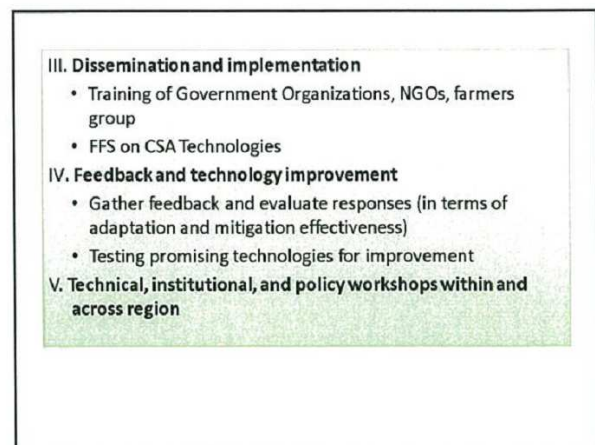 III. Dissemination and implementation
• Training of Government Organizations, NGOs, farmers
group
• FFS on CSA Technologies
IV. Feedback and technology improvement
• Gather feedback and evaluate responses (in terms of
adaptation and mitigation effectiveness)
• Testing promising technologies for improvement
V. Technical, institutional, and policy workshops within and
across region